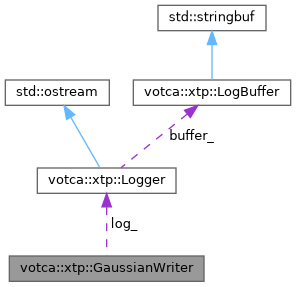 std::stringbuf
std::ostream
votca::xtp::LogBuffer
buffer_
votca::xtp::Logger
log_
votca::xtp::GaussianWriter